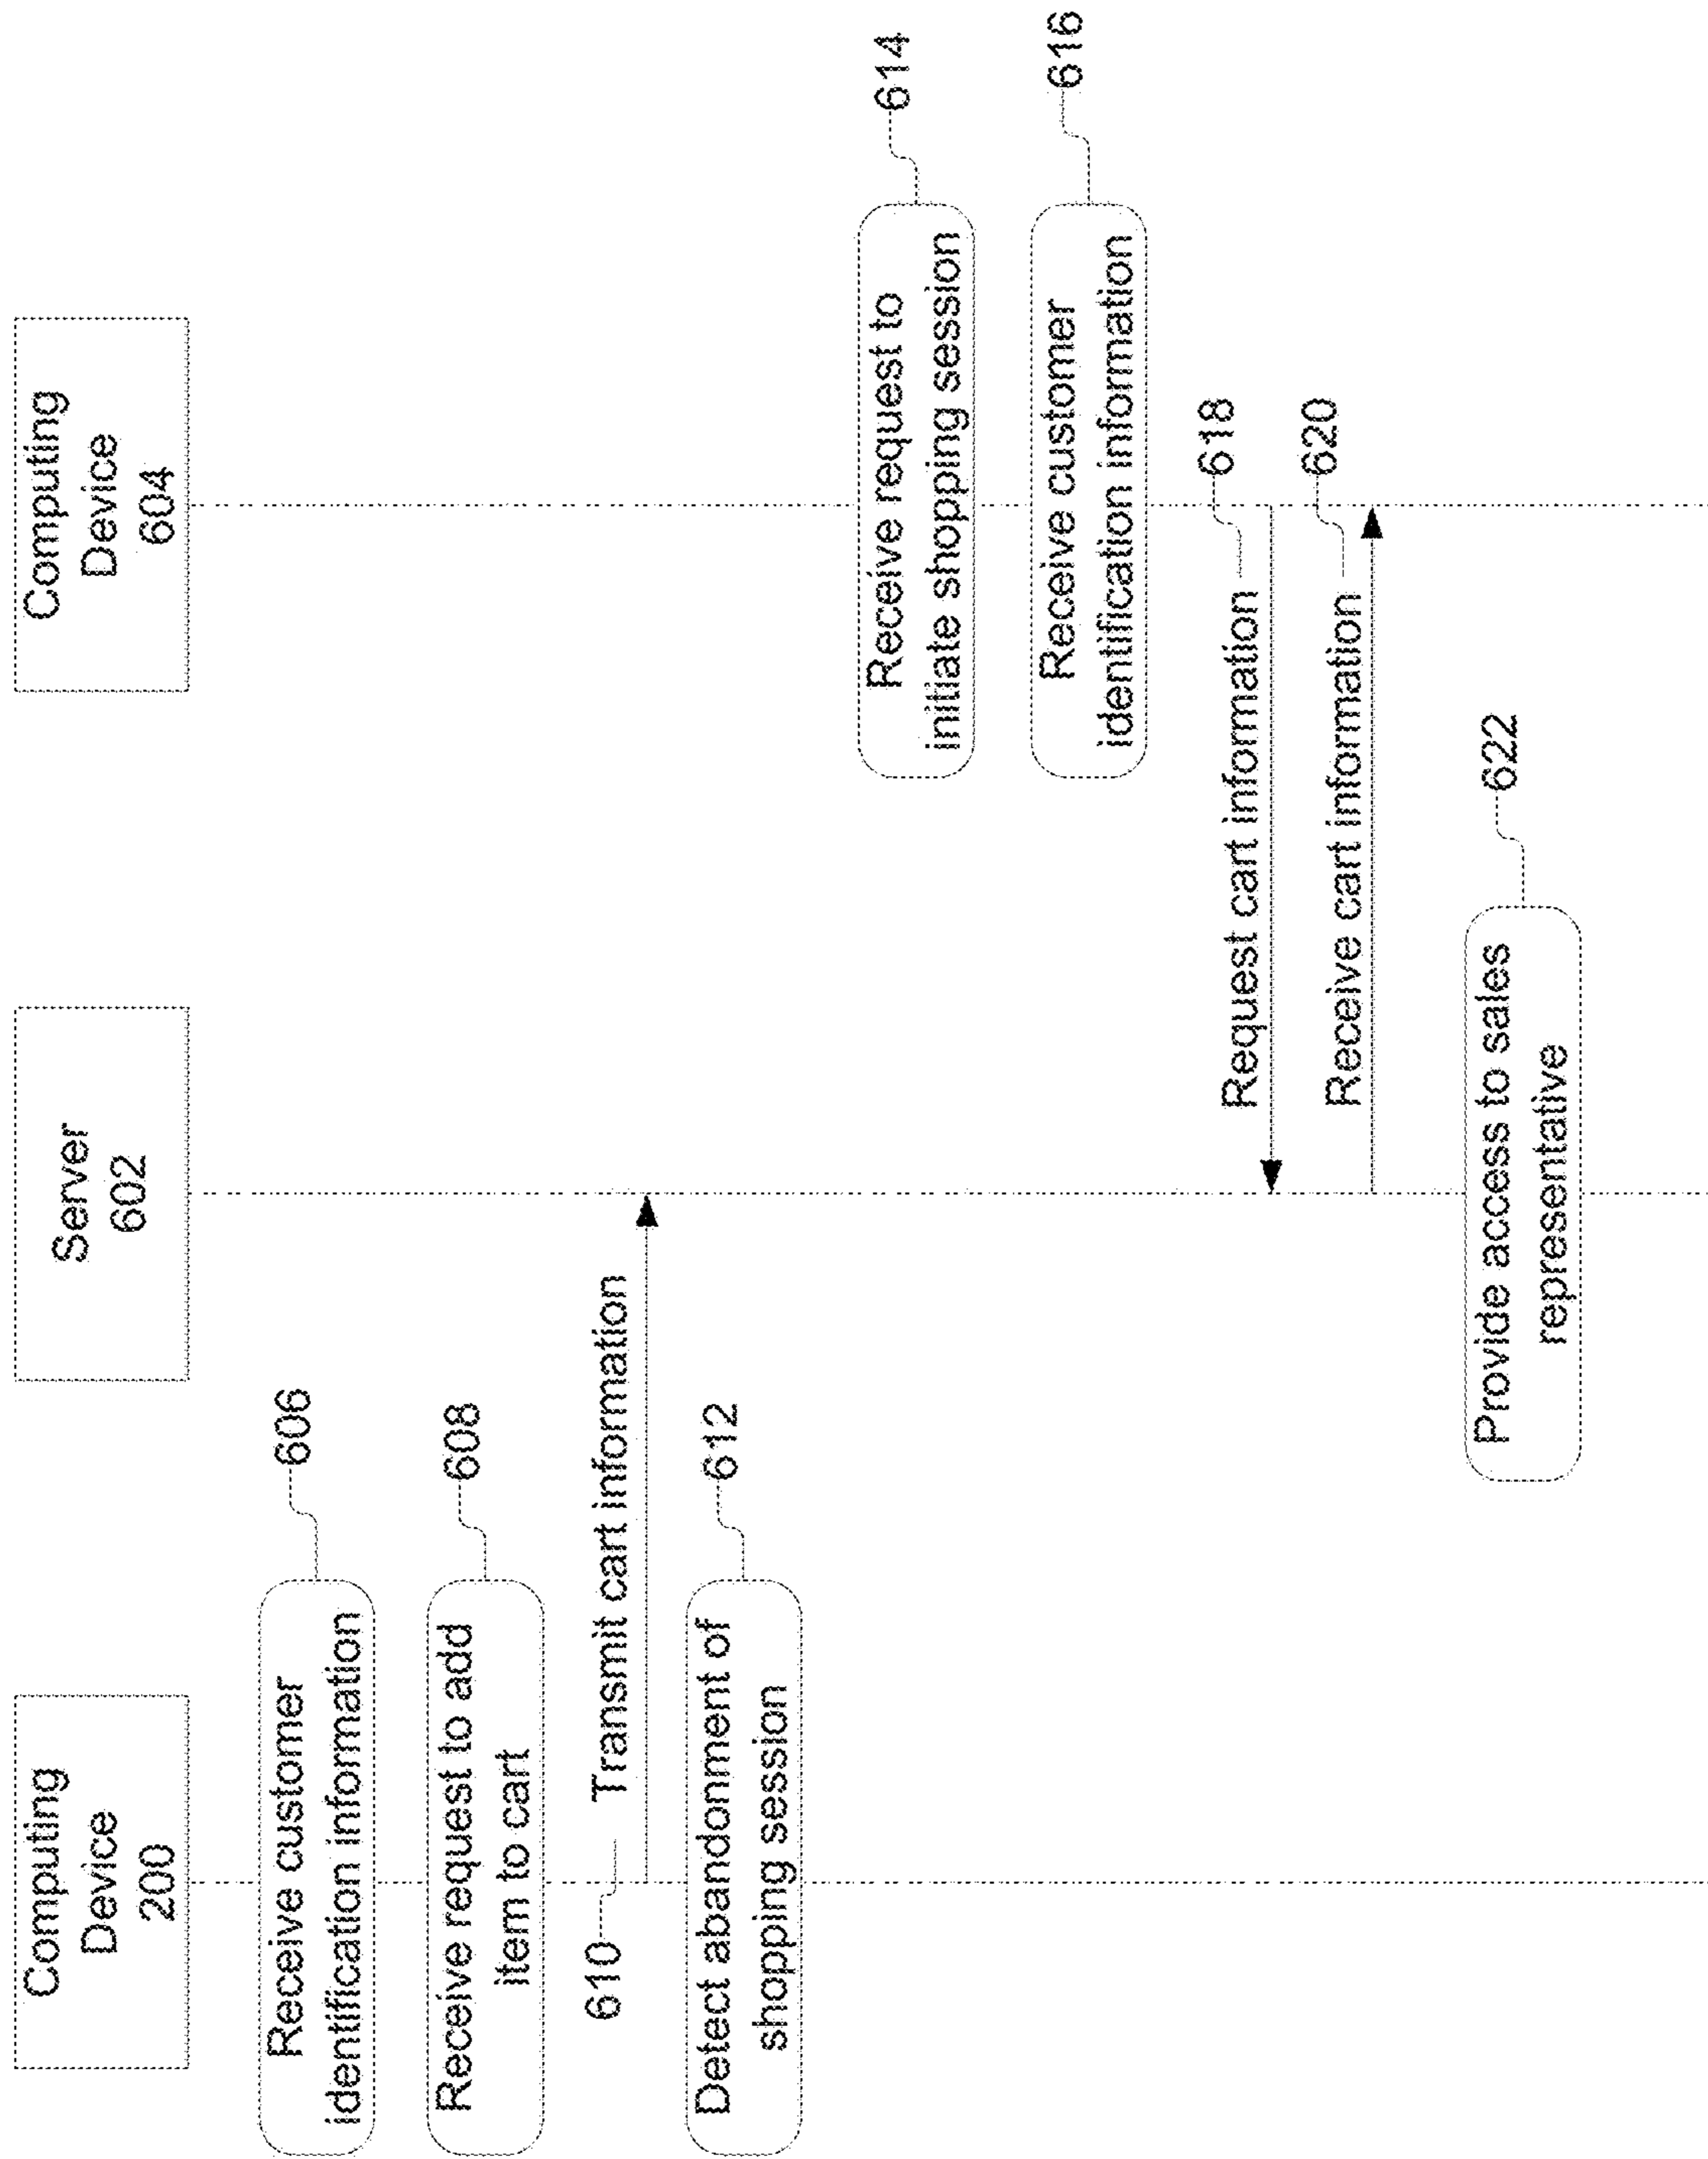 Computing
Device
200
Server
602
Computing
Device
604
Receive customer
identification information
606
Receive request to add
item to cart
608
610
Transmit cart information
Detect abandonment of
shopping session
612
Receive request to
initiate shopping session
614
Receive customer
identification information
616
Request cart information
618
Receive cart information
620
Provide access to sales
representative
622